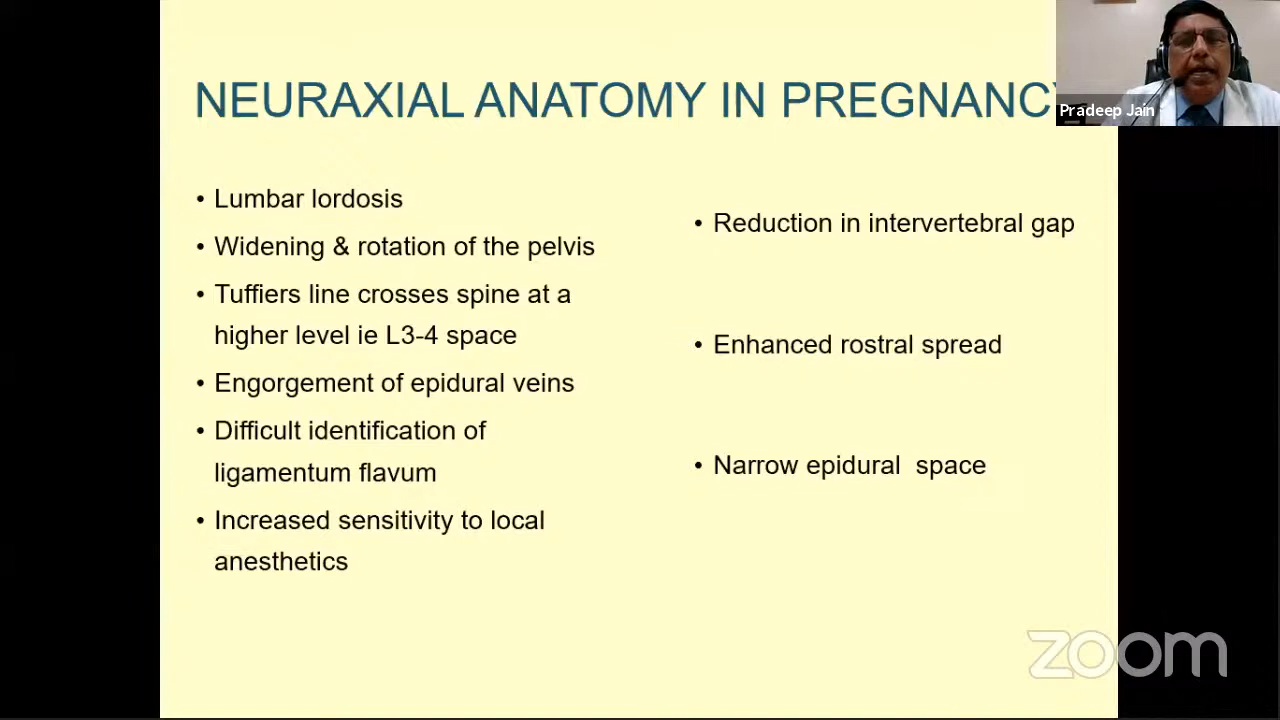 NEURAXIAL ANATOMY IN PREGNANCY
Pradeep Jain
• Lumbar lordosis
• Widening & rotation of the pelvis
• Tuffiers line crosses spine at a
higher level ie L3-4 space
• Engorgement of epidural veins
• Difficult identification of
ligamentum flavum
• Increased sensitivity to local
anesthetics
• Reduction in intervertebral gap
• Enhanced rostral spread
• Narrow epidural space
zoom